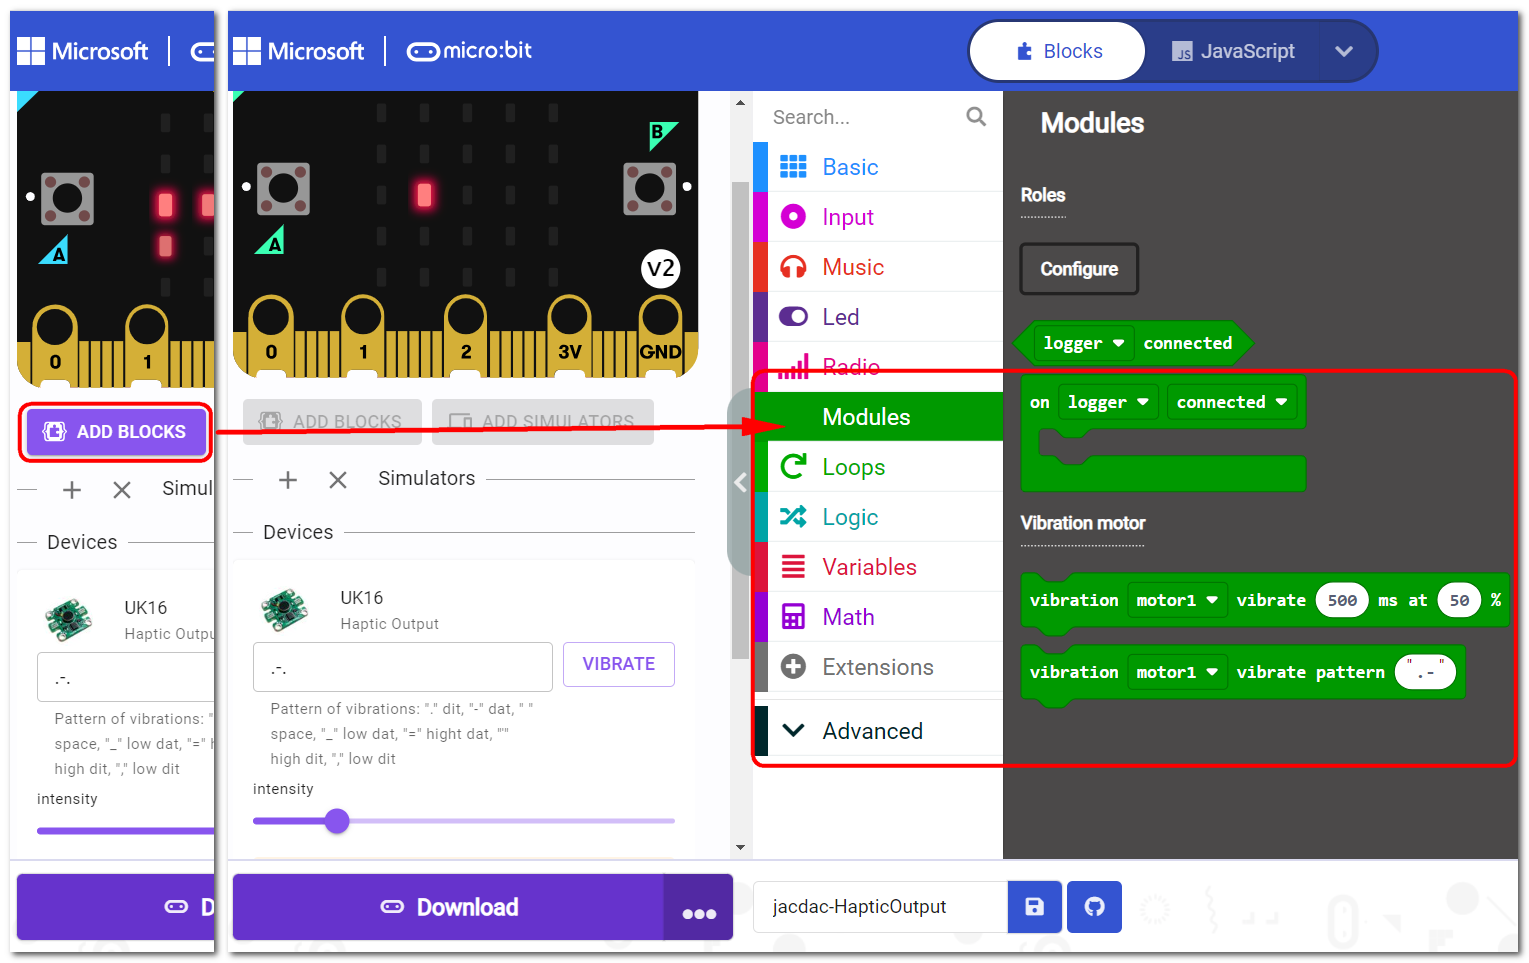 Microsoft
A
0
1
ADD BLOCKS
Simul
Devices
UK16
Haptic Outpu
.-.
Pattern of vibrations: "
space, "_" low dat, "=" h
high dit, "," low dit
intensity
D
Microsoft | micro:bit
Blocks
JS JavaScript
B
A
V2
0 1 2 3V GND
ADD BLOCKS
ADD SIMULATORS
Simulators
Devices
UK16
Haptic Output
.-.
VIBRATE
Pattern of vibrations: "." dit, "-" dat, " "
space, "_" low dat, "=" hight dat, "'"
high dit, "," low dit
intensity
Download
Search...
Basic
Input
Music
Led
Radio
Modules
Loops
Logic
Variables
Math
Extensions
Advanced
Modules
Roles
Configure
logger connected
on logger connected
Vibration motor
vibration motor1 vibrate 500 ms at 50 %
vibration motor1 vibrate pattern ".-"
jacdac-HapticOutput